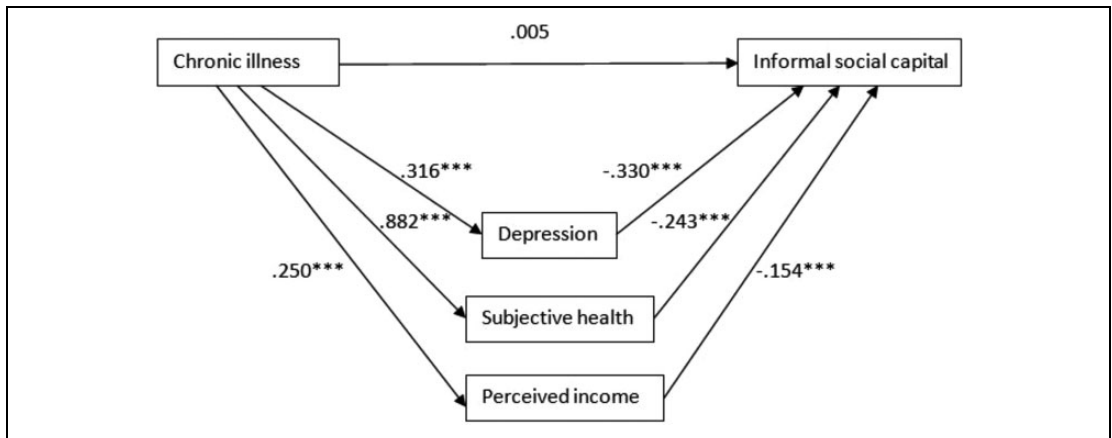 .005
Chronic illness
Informal social capital
.316***
-.330***
.882***
-.243***
Depression
.250***
-.154***
Subjective health
Perceived income